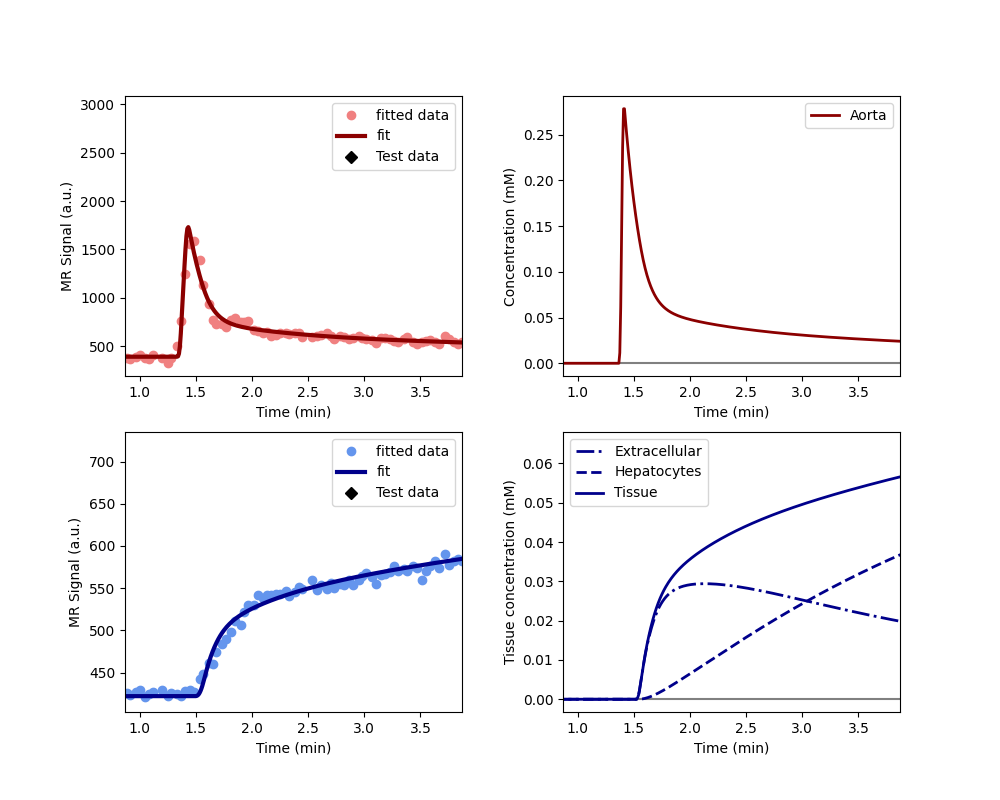 3000
2500
2000
1500
1000
500
MR Signal (a.u.)
fitted data
fit
Test data
1.0 1.5 2.0 2.5 3.0 3.5
Time (min)
0.25
0.20
0.15
0.10
0.05
0.00
Concentration (mM)
Aorta
1.0 1.5 2.0 2.5 3.0 3.5
Time (min)
700
650
600
550
500
450
MR Signal (a.u.)
fitted data
fit
Test data
1.0 1.5 2.0 2.5 3.0 3.5
Time (min)
0.06
0.05
0.04
0.03
0.02
0.01
0.00
Tissue concentration (mM)
Extracellular
Hepatocytes
Tissue
1.0 1.5 2.0 2.5 3.0 3.5
Time (min)